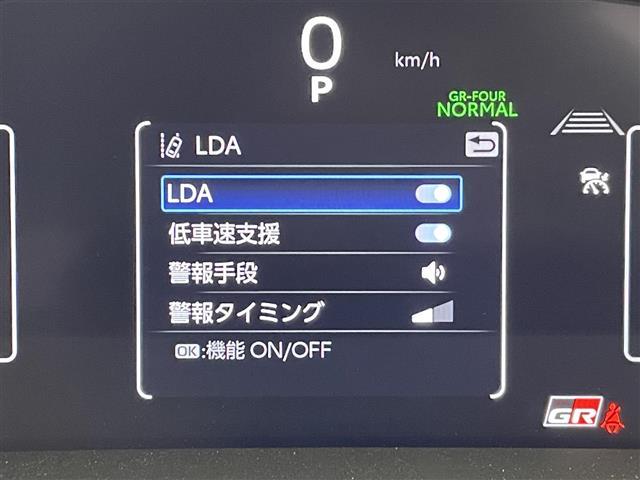 0
km/h
P
GR-FOUR
NORMAL
LDA
LDA
低車速支援
警報手段
警報タイミング
OK:機能 ON/OFF
GR